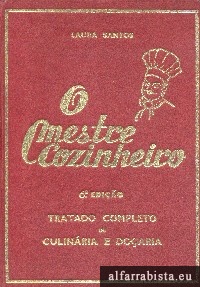 LAURA SANTOS
O
mestre
Cozinheiro
6ª EDIÇÃO
TRATADO COMPLETO
DE
CULINÁRIA E DOÇARIA
alfarrabista.eu